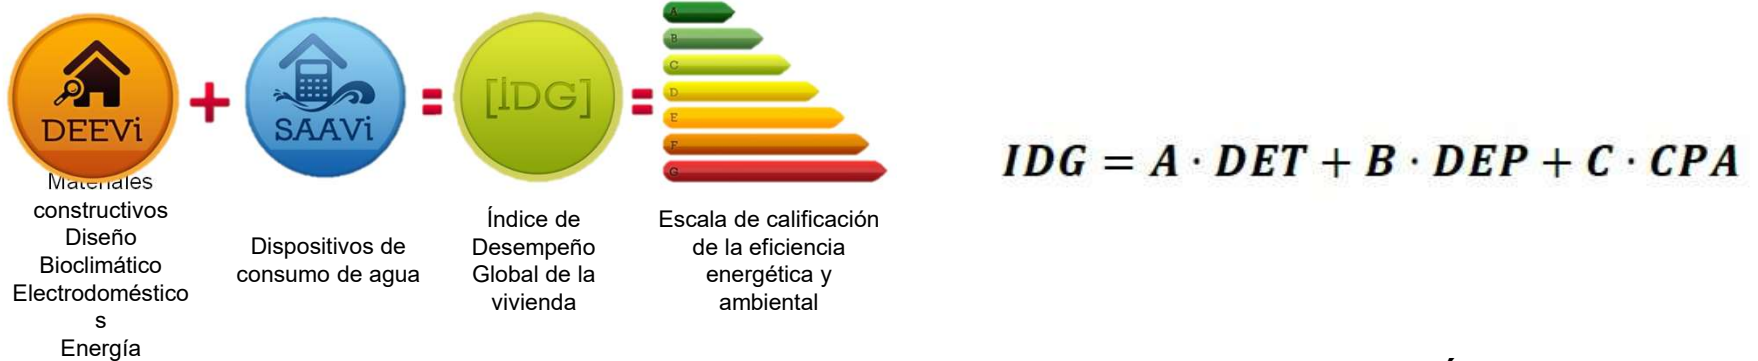 DEEVi
Materiales
constructivos
Diseño
Bioclimático
Electrodoméstico
s
Energía
+
SAAVi
Dispositivos de
consumo de agua
=
[IDG]
Índice de
Desempeño
Global de la
vivienda
=
A
B
C
D
E
F
G
Escala de calificación
de la eficiencia
energética y
ambiental
IDG = A · DET + B · DEP + C · CPA